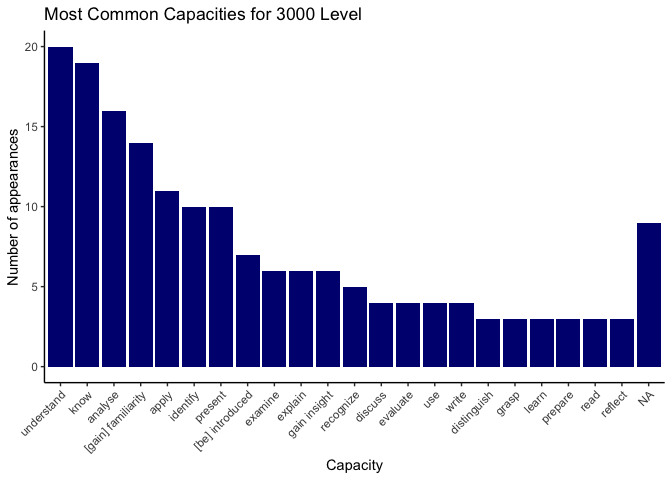 Most Common Capacities for 3000 Level
Number of appearances
20
15
10
5
0
understand
know
analyse
[gain] familiarity
apply
identify
present
[be] introduced
examine
explain
gain insight
recognize
discuss
evaluate
use
write
distinguish
grasp
learn
prepare
read
reflect
NA
Capacity